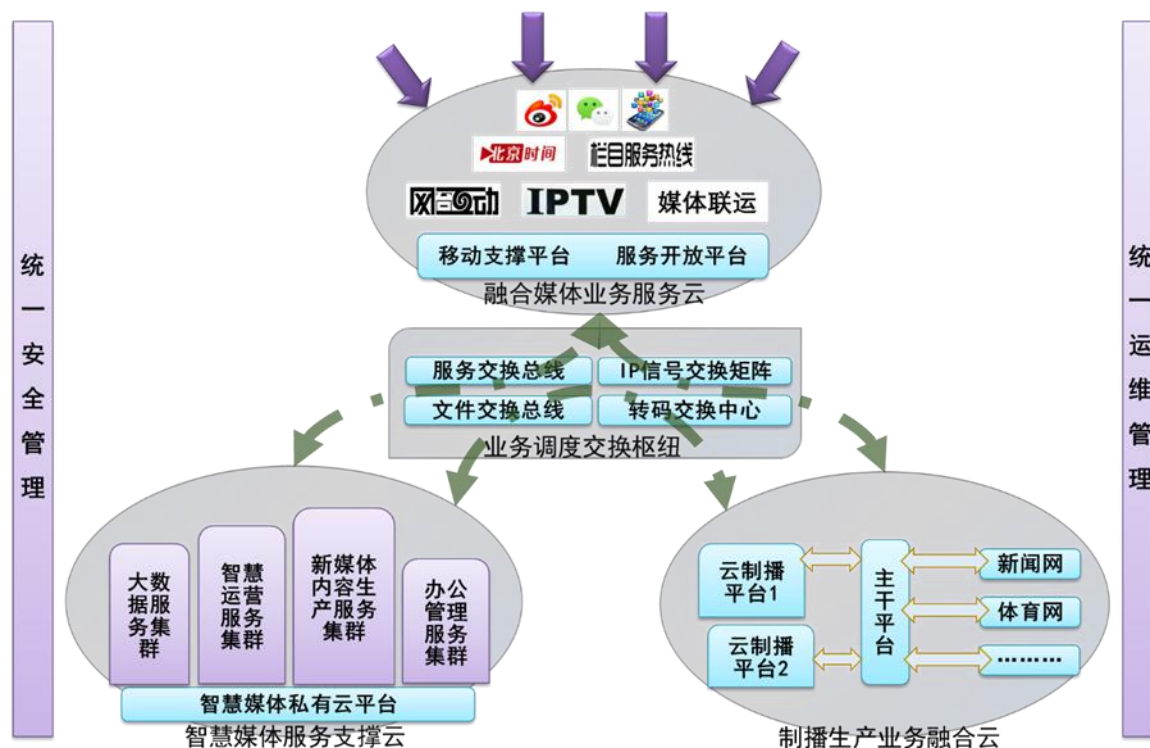 统一安全管理
北京时间
栏目服务热线
网台互动
IPTV
媒体联运
移动支撑平台
服务开放平台
融合媒体业务服务云
服务交换总线
IP信号交换矩阵
文件交换总线
转码交换中心
业务调度交换枢纽
大数
据服
务集
群
智慧
运营
服务
集群
新媒体
内容生
产服务
集群
办公
管理
服务
集群
智慧媒体私有云平台
智慧媒体服务支撑云
云制播
平台1
云制播
平台2
主干平台
新闻网
体育网
………
制播生产业务融合云
统一运维管理